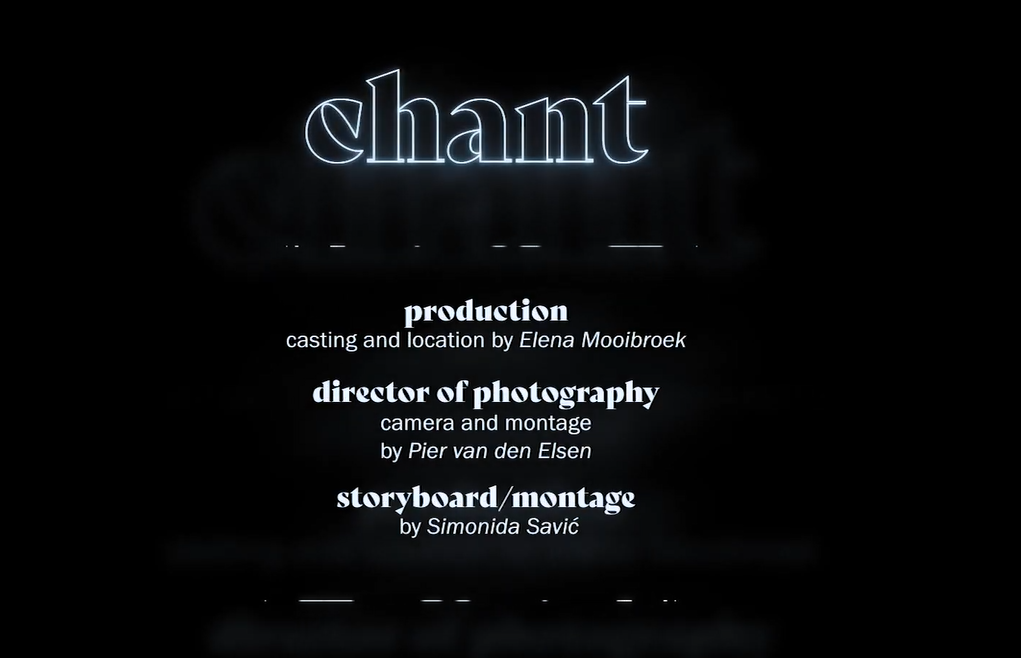 chant
production
casting and location by Elena Mooibroek
director of photography
camera and montage
by Pier van den Elsen
storyboard/montage
by Simonida Savić